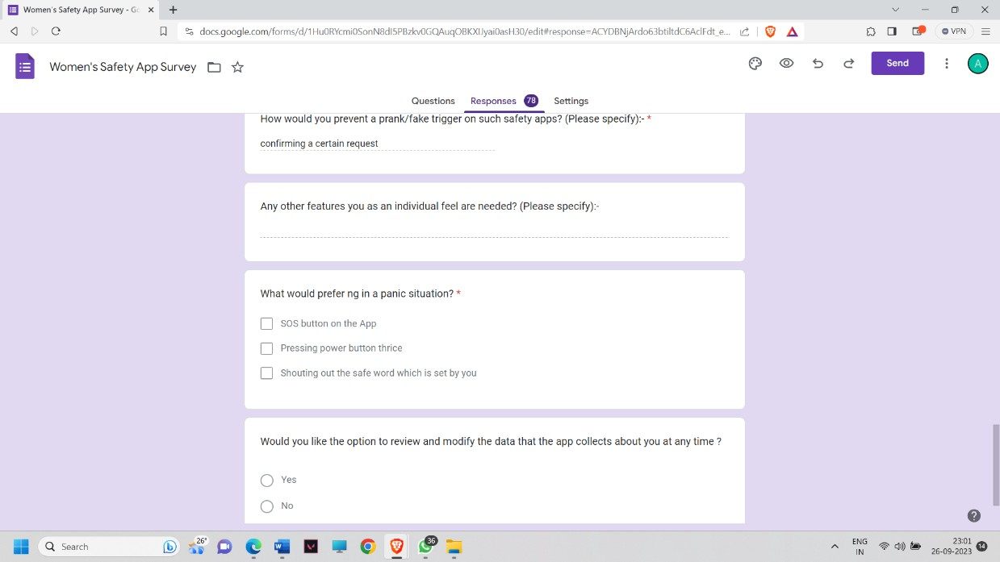 Women's Safety App Survey - Go
docs.google.com/forms/d/1Hu0RYcmi0SonN8dI5PBzkv0GQAuqOBKXIJyai0asH30/edit#response=ACYDBNjArdo63btiltdC6AclFdt_e...
VPN
Women's Safety App Survey
Send
A
Questions
Responses 78
Settings
How would you prevent a prank/fake trigger on such safety apps? (Please specify):- *
confirming a certain request
Any other features you as an individual feel are needed? (Please specify):-
What would prefer ng in a panic situation? *
SOS button on the App
Pressing power button thrice
Shouting out the safe word which is set by you
Would you like the option to review and modify the data that the app collects about you at any time ?
Yes
No
Search
26°
36
ENG
IN
23:01
26-09-2023
14